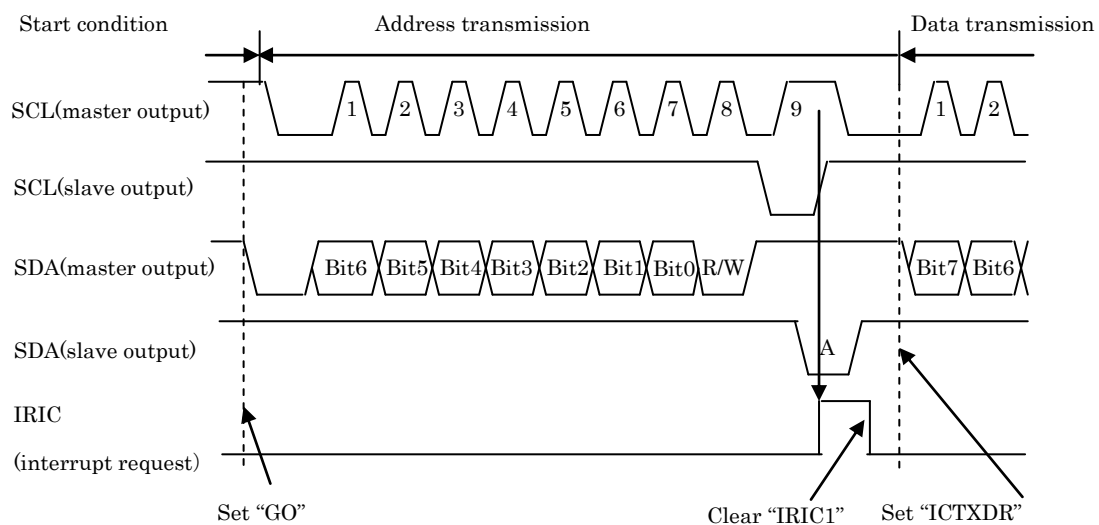 Start condition Address transmission Data transmission
SCL(master output) 1 2 3 4 5 6 7 8 9 1 2
SCL(slave output)
SDA(master output) Bit6 Bit5 Bit4 Bit3 Bit2 Bit1 Bit0 R/W Bit7 Bit6
SDA(slave output) A
IRIC
(interrupt request)
Set “GO” Clear “IRIC1” Set “ICTXDR”